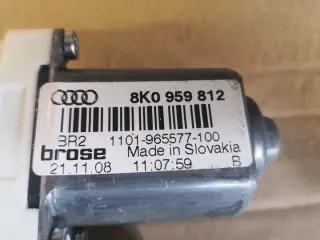 8K0 959 812
BR2 1101-965577-100
brose Made in Slovakia
21.11.08 11:07:59 B